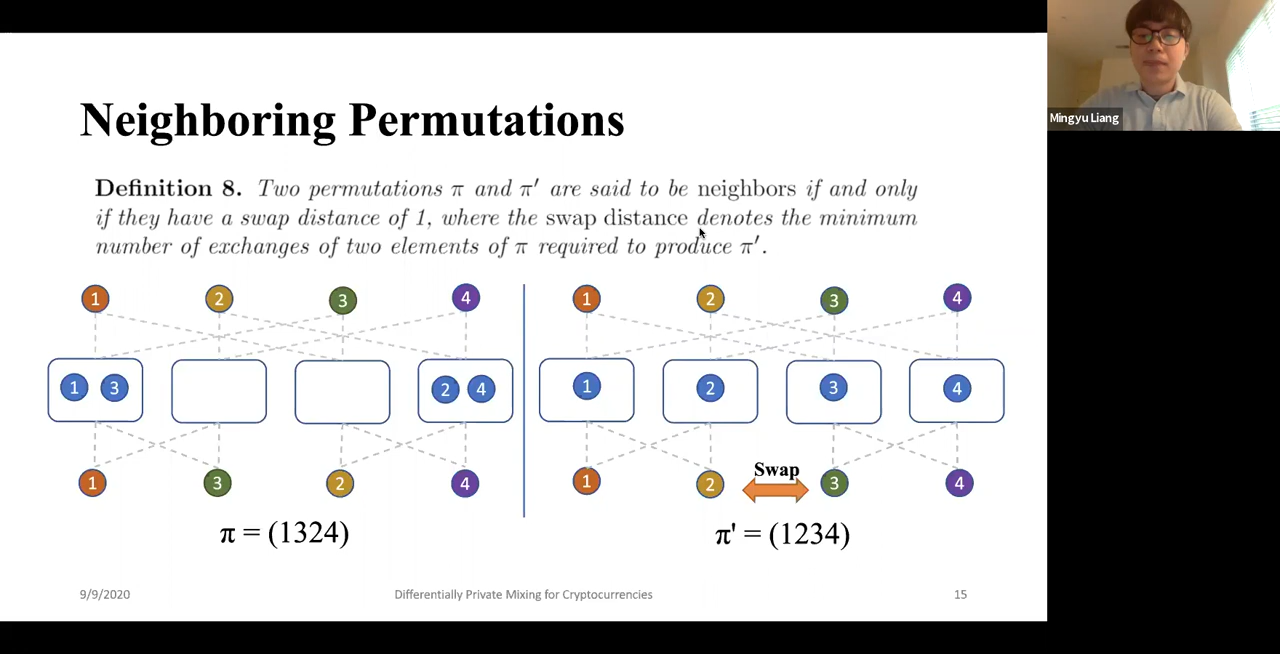 Mingyu Liang
Neighboring Permutations
Definition 8. Two permutations π and π′ are said to be neighbors if and only
if they have a swap distance of 1, where the swap distance denotes the minimum
number of exchanges of two elements of π required to produce π′.
1 2 3 4
1 3 2 4
1 3 2 4
π = (1324)
1 2 3 4
1 2 3 4
Swap
1 2 3 4
π' = (1234)
9/9/2020 Differentially Private Mixing for Cryptocurrencies 15